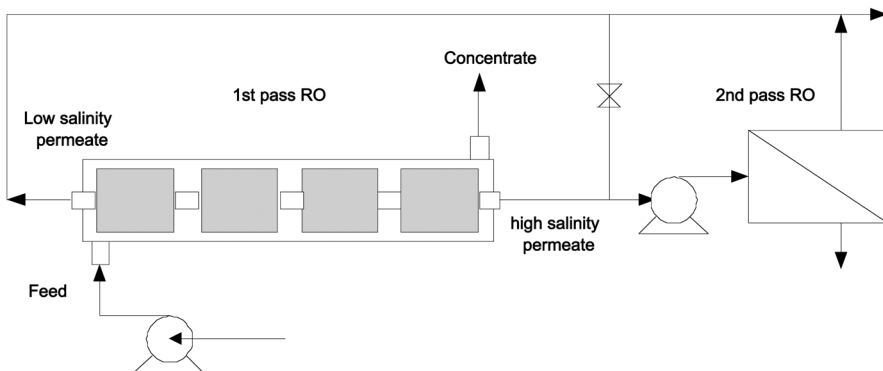 Concentrate
1st pass RO
2nd pass RO
Low salinity
permeate
high salinity
permeate
Feed